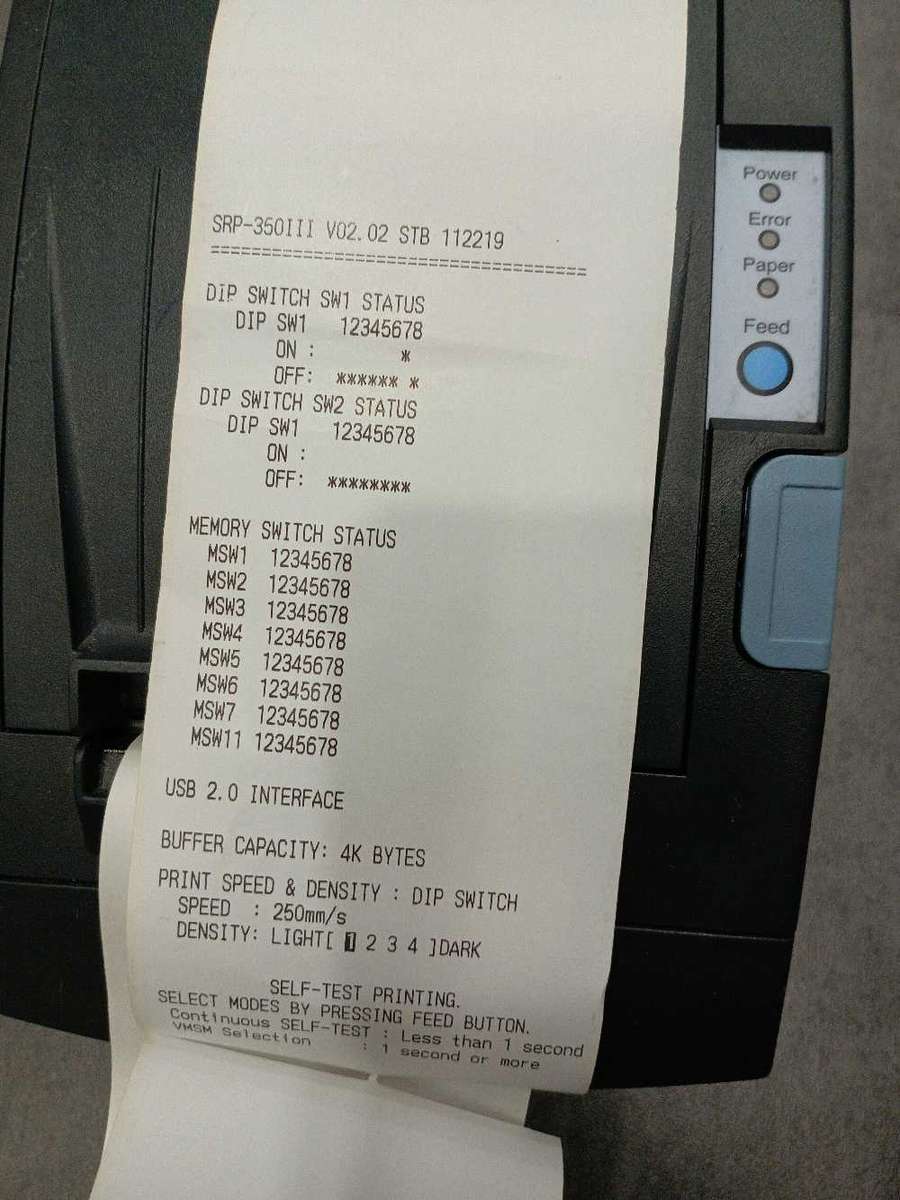 SRP-350III V02.02 STB 112219
====================================
DIP SWITCH SW1 STATUS
DIP SW1 12345678
ON : *
OFF: ****** *
DIP SWITCH SW2 STATUS
DIP SW1 12345678
ON :
OFF: ********
MEMORY SWITCH STATUS
MSW1 12345678
MSW2 12345678
MSW3 12345678
MSW4 12345678
MSW5 12345678
MSW6 12345678
MSW7 12345678
MSW11 12345678
USB 2.0 INTERFACE
BUFFER CAPACITY: 4K BYTES
PRINT SPEED & DENSITY : DIP SWITCH
SPEED : 250mm/s
DENSITY: LIGHT[ 1 2 3 4 ]DARK
SELF-TEST PRINTING.
SELECT MODES BY PRESSING FEED BUTTON.
Continuous SELF-TEST : Less than 1 second
VMSM Selection : 1 second or more
Power
Error
Paper
Feed